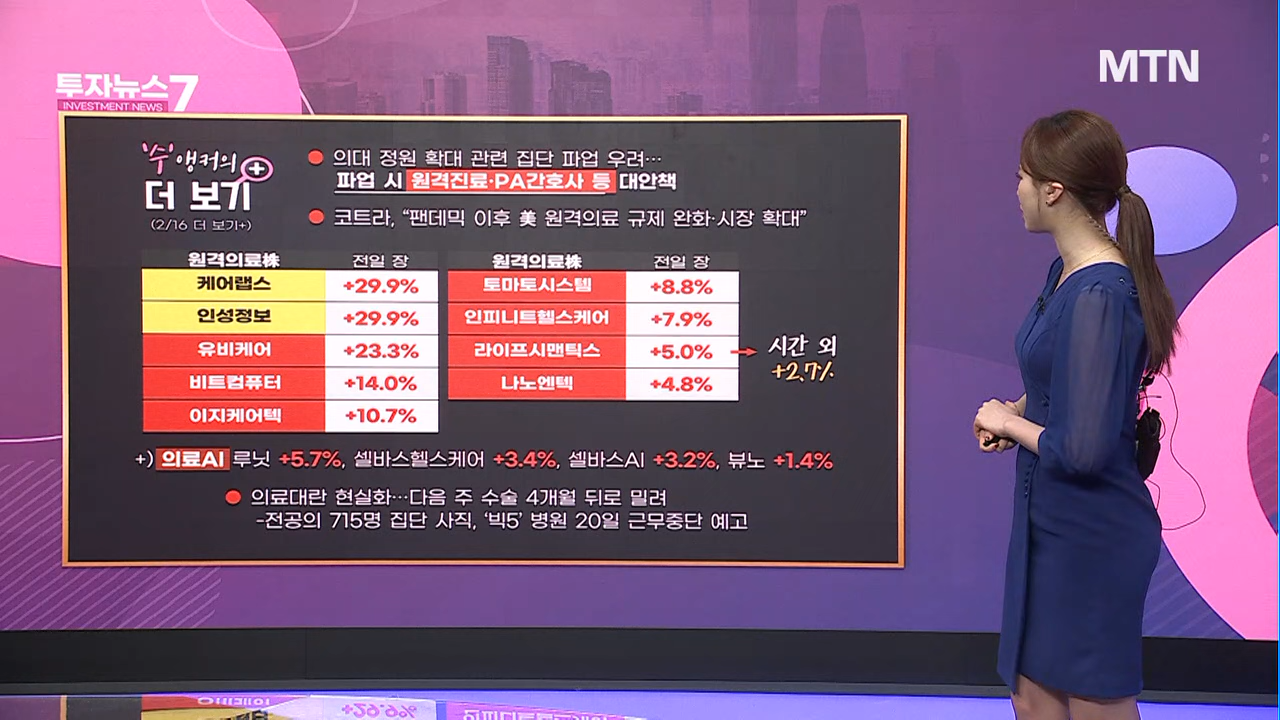 MTN
투자뉴스7
INVESTMENT NEWS
'수'앵커의
더 보기+
(2/16 더 보기+)
● 의대 정원 확대 관련 집단 파업 우려…
파업 시 원격진료·PA간호사 등 대안책
● 코트라, “팬데믹 이후 美 원격의료 규제 완화·시장 확대”
원격의료株 전일 장
케어랩스 +29.9%
인성정보 +29.9%
유비케어 +23.3%
비트컴퓨터 +14.0%
이지케어텍 +10.7%
원격의료株 전일 장
토마토시스템 +8.8%
인피니트헬스케어 +7.9%
라이프시맨틱스 +5.0% → 시간 외
+2.7%
나노엔텍 +4.8%
+) 의료AI 루닛 +5.7%, 셀바스헬스케어 +3.4%, 셀바스AI +3.2%, 뷰노 +1.4%
● 의료대란 현실화…다음 주 수술 4개월 뒤로 밀려
-전공의 715명 집단 사직, ‘빅5’ 병원 20일 근무중단 예고